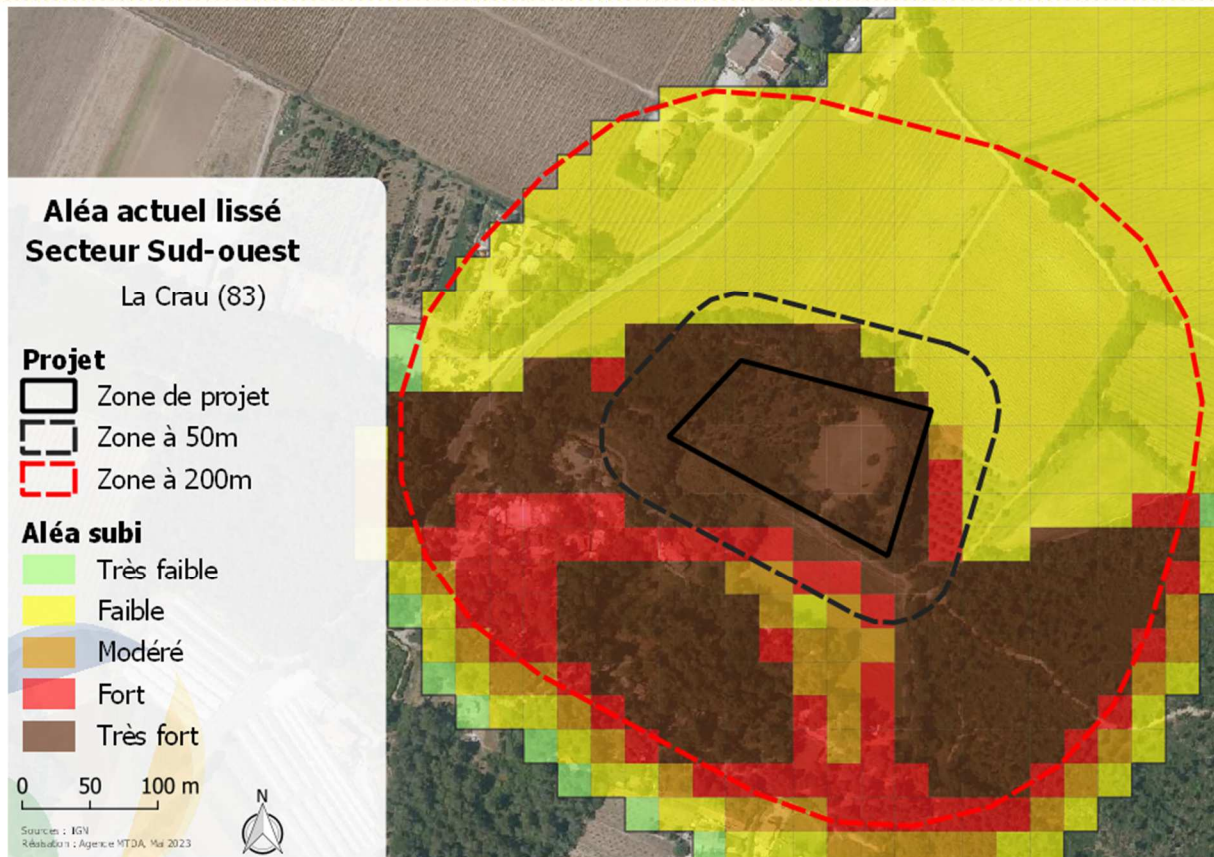 Aléa actuel lissé
Secteur Sud-ouest
La Crau (83)
Projet
Zone de projet
Zone à 50m
Zone à 200m
Aléa subi
Très faible
Faible
Modéré
Fort
Très fort
0 50 100 m
N
Sources : IGN
Réalisation : Agence MTDA, Mai 2023